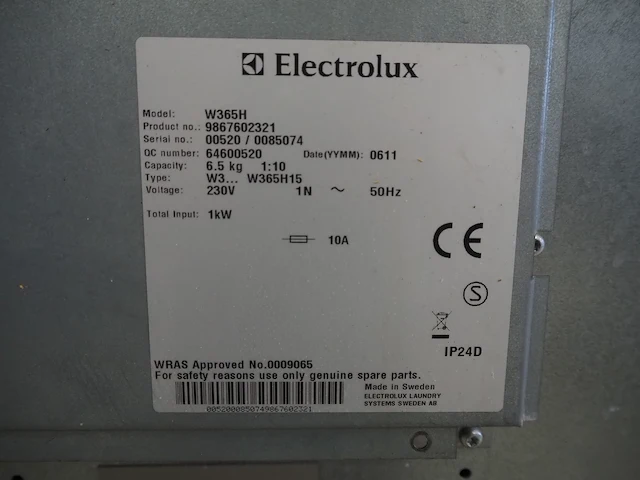 Electrolux
Model: W365H
Product no.: 9867602321
Serial no.: 00520 / 0085074
QC number: 64600520 Date(YYMM): 0611
Capacity: 6.5 kg 1:10
Type: W3... W365H15
Voltage: 230V 1N ~ 50Hz
Total Input: 1kW
10A
CE
S
IP24D
WRAS Approved No.0009065
For safety reasons use only genuine spare parts.
Made in Sweden
ELECTROLUX LAUNDRY
SYSTEMS SWEDEN AB
0052000850749867602321